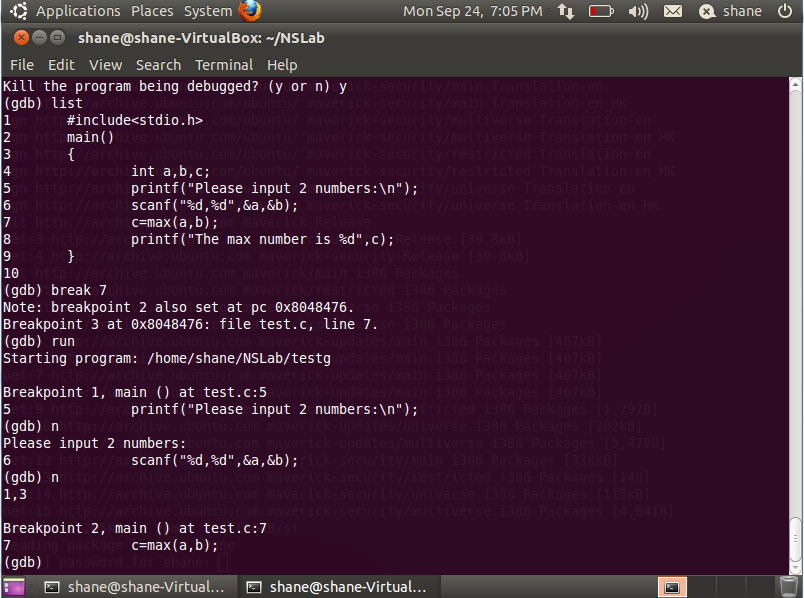 Applications Places System Mon Sep 24, 7:05 PM shane
shane@shane-VirtualBox: ~/NSLab
File Edit View Search Terminal Help
Kill the program being debugged? (y or n) y
(gdb) list
1 #include<stdio.h>
2 main()
3 {
4 int a,b,c;
5 printf("Please input 2 numbers:\n");
6 scanf("%d,%d",&a,&b);
7 c=max(a,b);
8 printf("The max number is %d",c);
9 }
10
(gdb) break 7
Note: breakpoint 2 also set at pc 0x8048476.
Breakpoint 3 at 0x8048476: file test.c, line 7.
(gdb) run
Starting program: /home/shane/NSLab/testg
Breakpoint 1, main () at test.c:5
5 printf("Please input 2 numbers:\n");
(gdb) n
Please input 2 numbers:
6 scanf("%d,%d",&a,&b);
(gdb) n
1,3
Breakpoint 2, main () at test.c:7
7 c=max(a,b);
(gdb)
shane@shane-Virtual... shane@shane-Virtual...